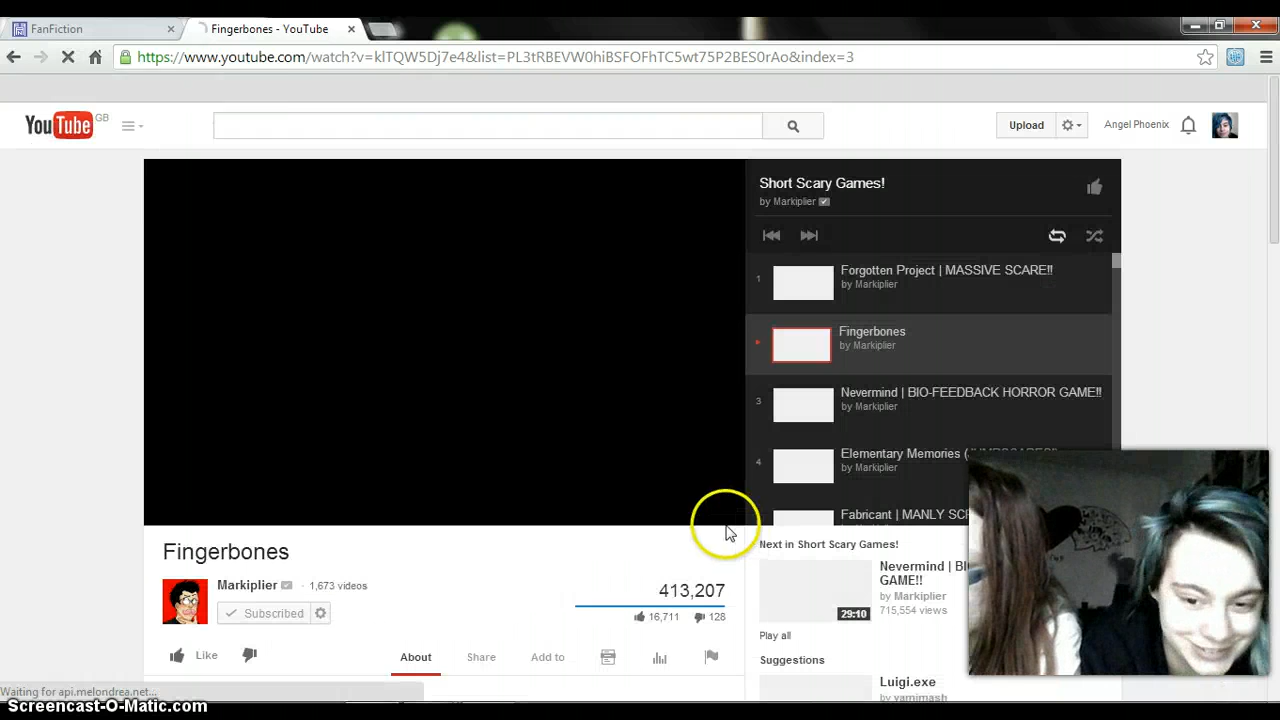 FanFiction
Fingerbones - YouTube
https://www.youtube.com/watch?v=klTQW5Dj7e4&list=PL3tRBEVW0hiBSFOFhTC5wt75P2BES0rAo&index=3
YouTube GB
Upload
Angel Phoenix
Short Scary Games!
by Markiplier
1
Forgotten Project | MASSIVE SCARE!!
by Markiplier
Fingerbones
by Markiplier
3
Nevermind | BIO-FEEDBACK HORROR GAME!!
by Markiplier
4
Elementary Memories
by Markiplier
Fabricant | MANLY
Fingerbones
Markiplier · 1,673 videos
Subscribed
413,207
16,711 128
Like
About
Share
Add to
Next in Short Scary Games!
Nevermind |
GAME!!
by Markiplier
715,554 views
29:10
Play all
Suggestions
Luigi.exe
by yarnimash
Waiting for api.melondrea.net...
Screencast-O-Matic.com